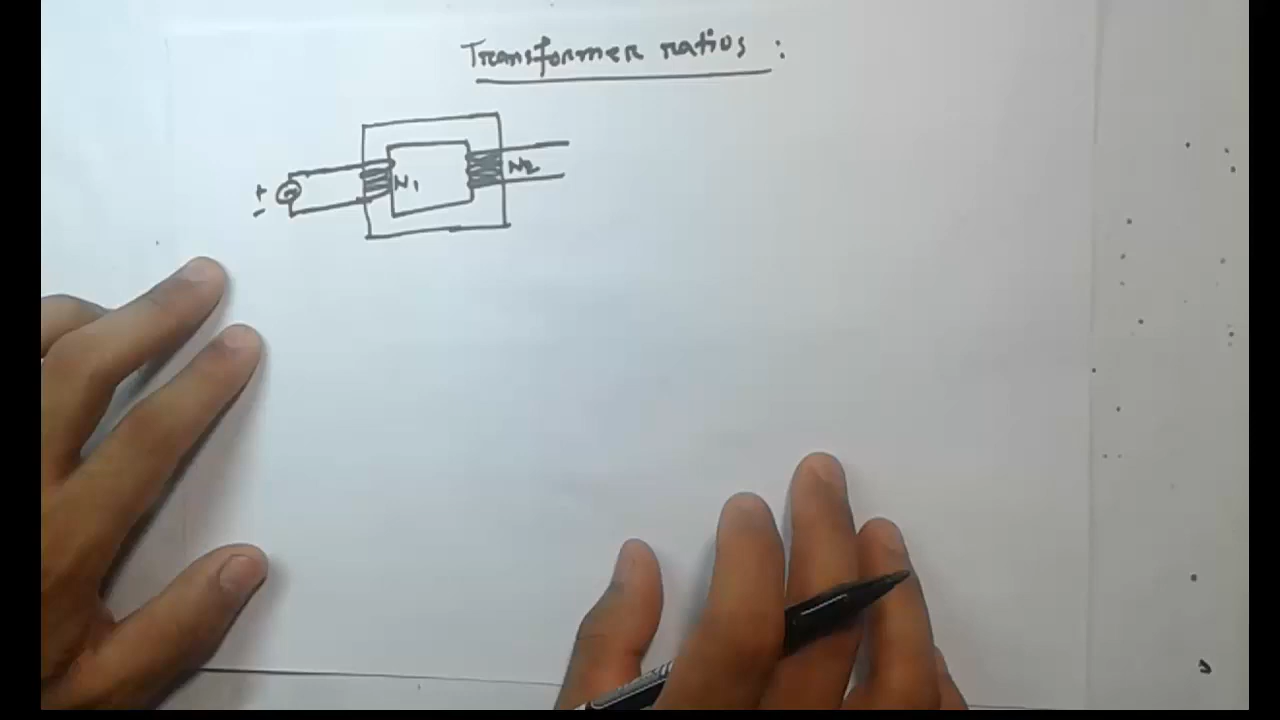 Transformer ratios :
+
N1
N2
-